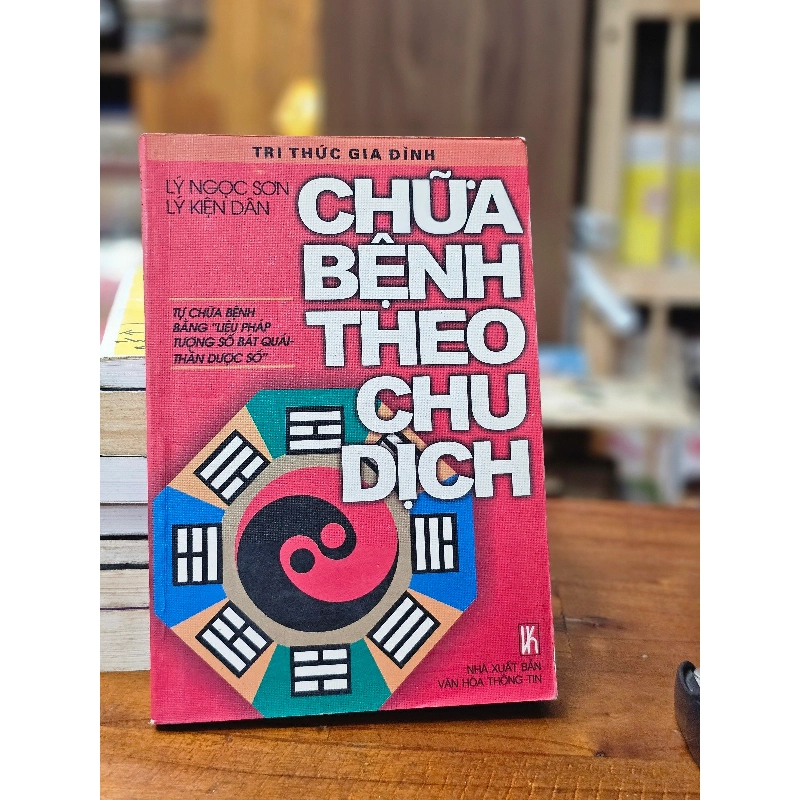 TRI THỨC GIA ĐÌNH
LÝ NGỌC SƠN
LÝ KIỆN DÂN
CHỮA
BỆNH
THEO
CHU
DỊCH
TỰ CHỮA BỆNH
BẰNG "LIỆU PHÁP
TƯỢNG SỐ BÁT QUÁI-
THẦN DƯỢC SỐ"
VK
NHÀ XUẤT BẢN
VĂN HÓA THÔNG TIN